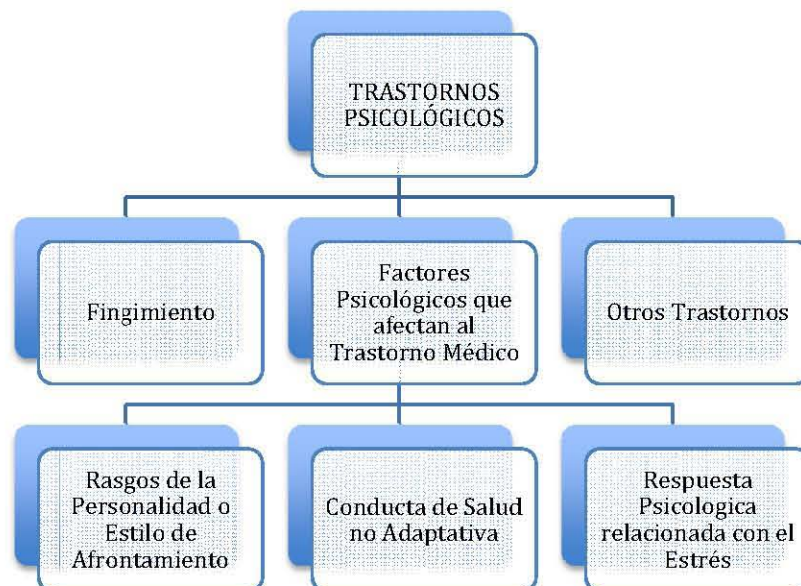 TRASTORNOS
PSICOLÓGICOS
Fingimiento
Factores
Psicológicos que
afectan al
Trastorno Médico
Otros Trastornos
Rasgos de la
Personalidad o
Estilo de
Afrontamiento
Conducta de Salud
no Adaptativa
Respuesta
Psicologica
relacionada con el
Estrés